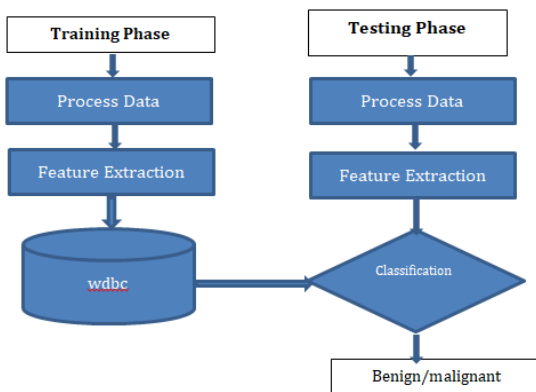 Training Phase
Process Data
Feature Extraction
wdbc
Testing Phase
Process Data
Feature Extraction
Classification
Benign/malignant